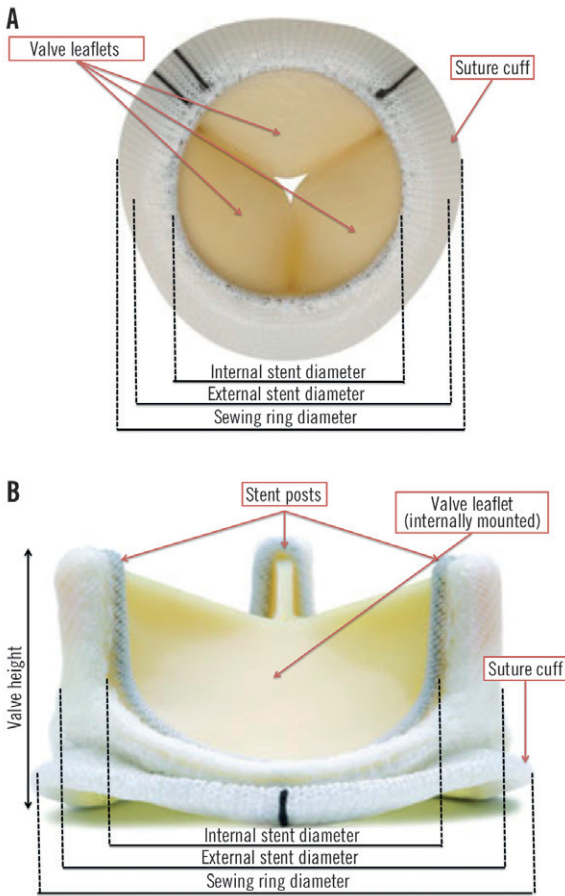 A
Valve leaflets
Suture cuff
Internal stent diameter
External stent diameter
Sewing ring diameter
B
Stent posts
Valve leaflet
(internally mounted)
Valve height
Suture cuff
Internal stent diameter
External stent diameter
Sewing ring diameter